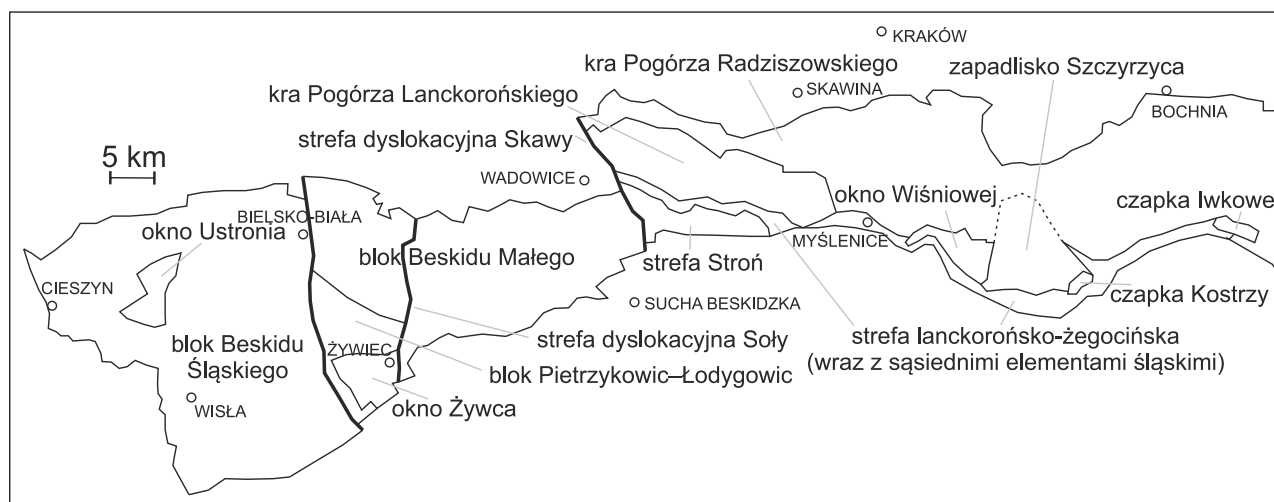 KRAKÓW
kra Pogórza Radziszowskiego
zapadlisko Szczyrzyca
kra Pogórza Lanckorońskiego
SKAWINA
BOCHNIA
strefa dyslokacyjna Skawy
5 km
WADOWICE
okno Wiśniowej
czapka Iwkowej
BIELSKO-BIAŁA
okno Ustronia
blok Beskidu Małego
strefa Stroń
MYŚLENICE
CIESZYN
SUCHA BESKIDZKA
czapka Kostrzy
blok Beskidu
Śląskiego
ŻYWIEC
strefa dyslokacyjna Soły
strefa lanckorońsko-żegocińska
(wraz z sąsiednimi elementami śląskimi)
blok Pietrzykowic–Łodygowic
WISŁA
okno Żywca